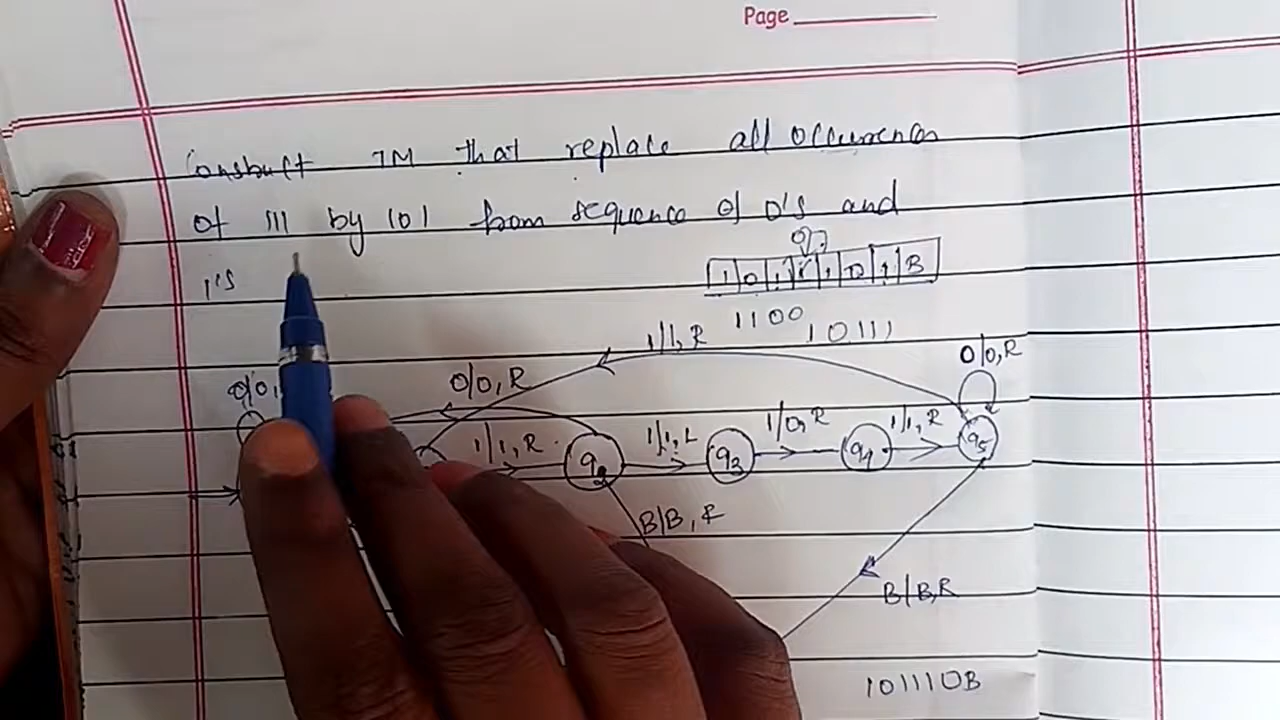 Page
Construct TM that replace all occurrences
of 111 by 101 from sequence of 0's and
1's
1 0 1 1 1 0 1 B
1100
10111
1/1, R
0/0, R
0/0, R
0/0,
1/1, R
1/1, L
1/0, R
1/1, R
q2
q3
q4
q5
B/B, R
B/B, R
101110B